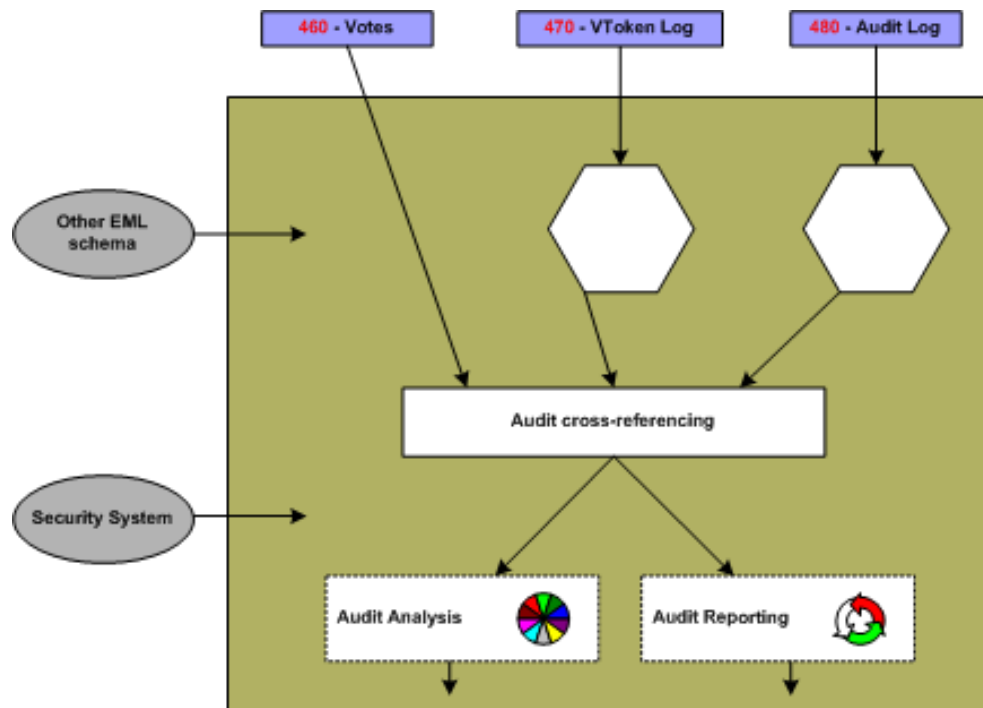 460 - Votes
470 - VToken Log
480 - Audit Log
Other EML
schema
Audit cross-referencing
Security System
Audit Analysis
Audit Reporting